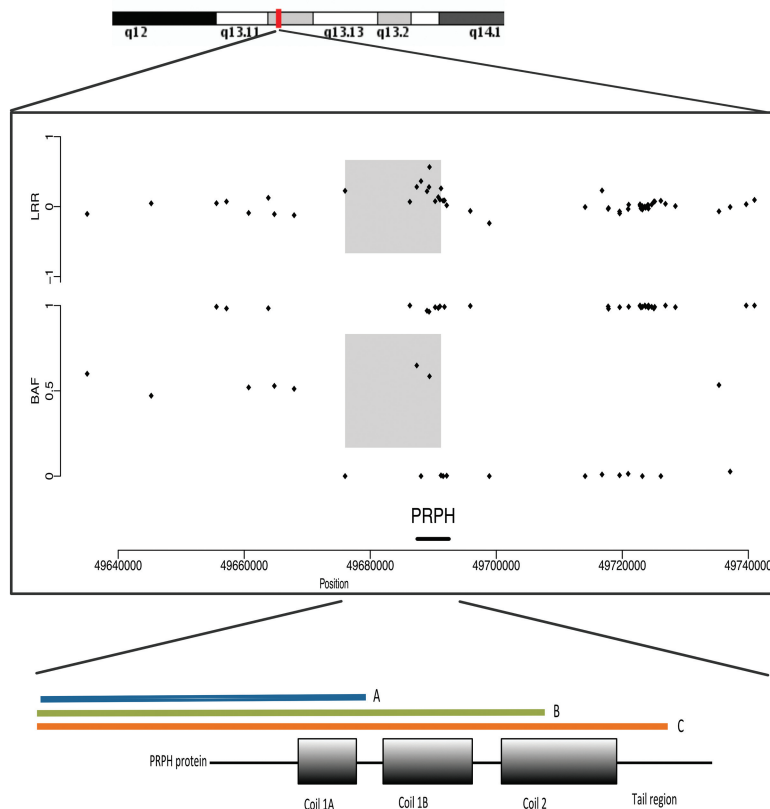 q12 q13.11 q13.13 q13.2 q14.1
1
LRR
0
−1
1
BAF
0.5
0
PRPH
49640000 49660000 49680000 49700000 49720000 49740000
Position
A
B
C
PRPH protein
Coil 1A Coil 1B Coil 2 Tail region